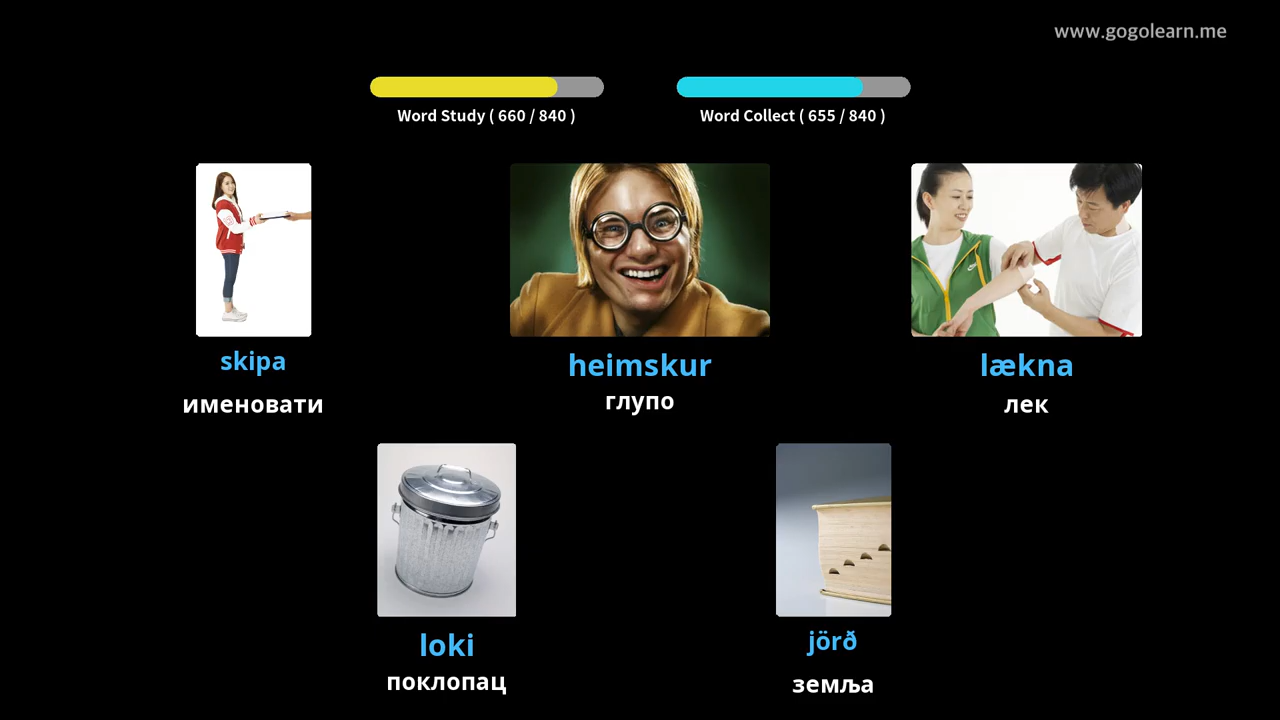 www.gogolearn.me
Word Study ( 660 / 840 )
Word Collect ( 655 / 840 )
skipa
именовати
heimskur
глупо
lækna
лек
loki
поклопац
jörð
земља